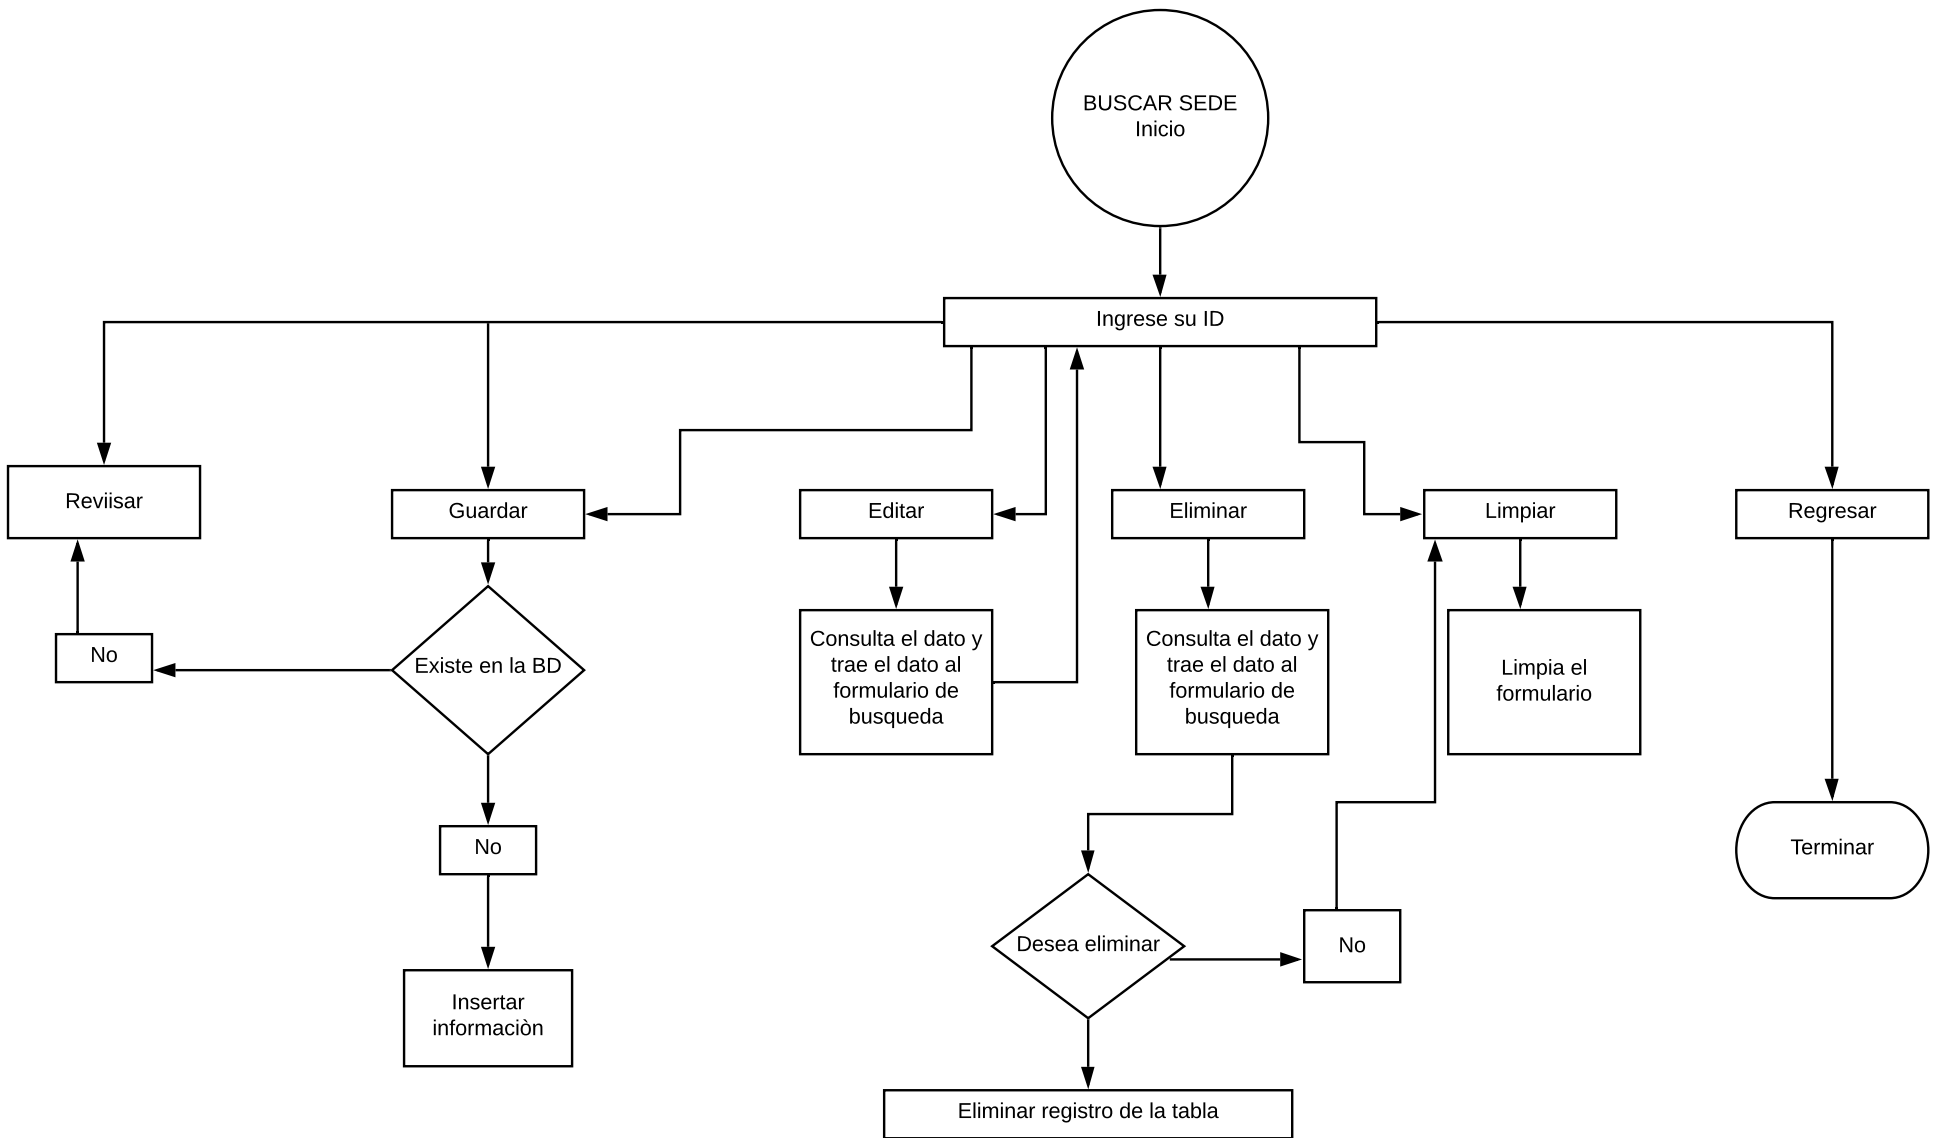 BUSCAR SEDE
Inicio
Ingrese su ID
Reviisar
Guardar
Editar
Eliminar
Limpiar
Regresar
No
Existe en la BD
Consulta el dato y
trae el dato al
formulario de
busqueda
Consulta el dato y
trae el dato al
formulario de
busqueda
Limpia el
formulario
No
Terminar
Desea eliminar
No
Insertar
informaciòn
Eliminar registro de la tabla